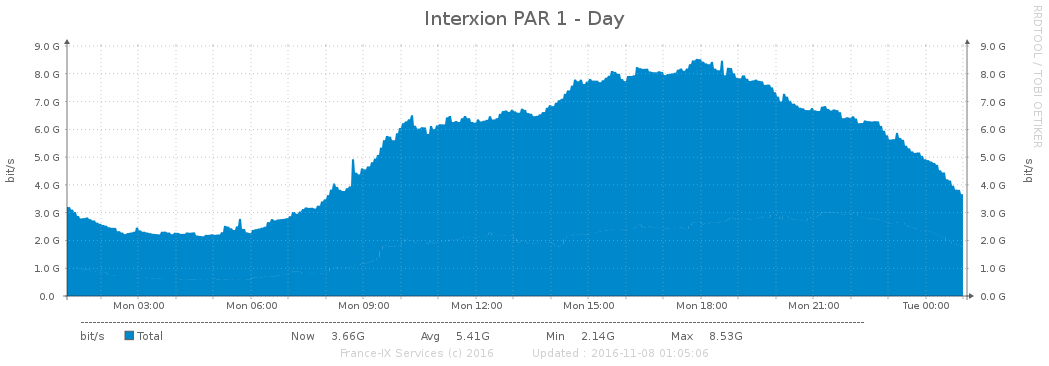 Interxion PAR 1 - Day
RRDTOOL / TOBI OETIKER
bit/s
bit/s
9.0 G 9.0 G
8.0 G 8.0 G
7.0 G 7.0 G
6.0 G 6.0 G
5.0 G 5.0 G
4.0 G 4.0 G
3.0 G 3.0 G
2.0 G 2.0 G
1.0 G 1.0 G
0.0 0.0 G
Mon 03:00 Mon 06:00 Mon 09:00 Mon 12:00 Mon 15:00 Mon 18:00 Mon 21:00 Tue 00:00
bit/s Total Now 3.66G Avg 5.41G Min 2.14G Max 8.53G
France-IX Services (c) 2016 Updated : 2016-11-08 01:05:06